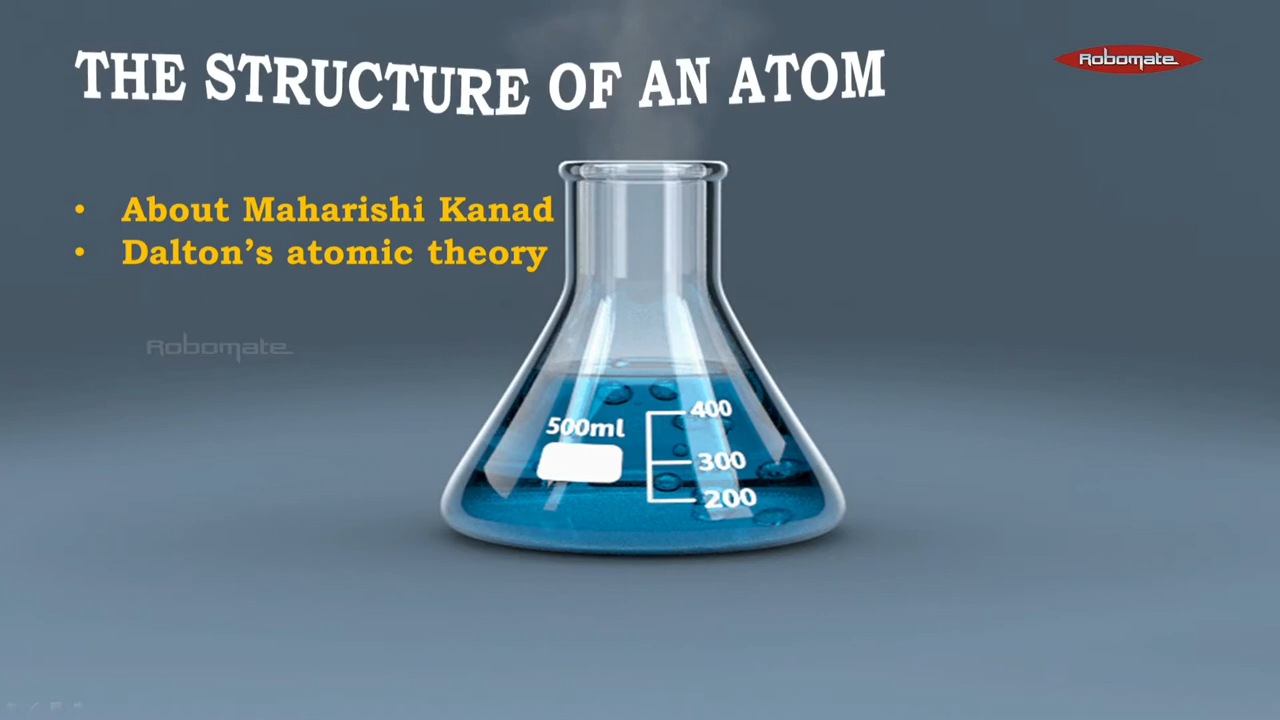 THE STRUCTURE OF AN ATOM
Robomate
• About Maharishi Kanad
• Dalton’s atomic theory
Robomate
500ml
400
300
200